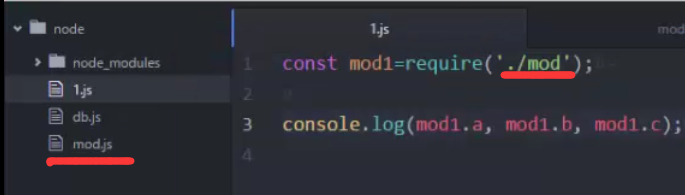 node
node_modules
1.js
db.js
mod.js
1.js
mod
1 const mod1=require('./mod');
2
3 console.log(mod1.a, mod1.b, mod1.c);
4